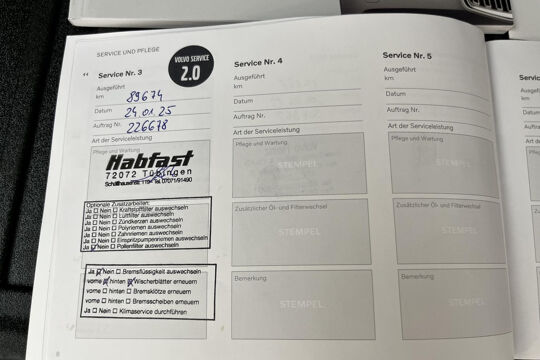 SERVICE UND PFLEGE
VOLVO SERVICE
2.0
Service Nr. 3
Ausgeführt
km 89674
Datum 24.01.25
Auftrag Nr. 226678
Art der Serviceleistung
Pflege und Wartung
Habfast
72072 Tübingen
Tel. 07071/91490
Optionale Zusatzarbeiten:
Ja ☐ Nein ☐ Kraftstofffilter auswechseln
Ja ☐ Nein ☐ Luftfilter auswechseln
Ja ☐ Nein ☐ Zündkerzen auswechseln
Ja ☐ Nein ☐ Polyriemen auswechseln
Ja ☐ Nein ☐ Zahnriemen auswechseln
Ja ☐ Nein ☐ Einspritzpumpenriemen auswechseln
Ja ☑ Nein ☐ Pollenfilter auswechseln
Ja ☑ Nein ☐ Bremsflüssigkeit auswechseln
vorne ☑ hinten ☑ Wischerblätter erneuern
vorne ☐ hinten ☐ Bremsklötze erneuern
vorne ☐ hinten ☐ Bremsscheiben erneuern
Ja ☐ Nein ☐ Klimaservice durchführen
Service Nr. 4
Ausgeführt
km
Datum
Auftrag Nr.
Art der Serviceleistung
Pflege und Wartung
STEMPEL
Zusätzlicher Öl- und Filterwechsel
STEMPEL
Bemerkung
STEMPEL
Service Nr. 5
Ausgeführt
km
Datum
Auftrag Nr.
Art der Serviceleistung
Pflege und Wartung
STEMPEL
Zusätzlicher Öl- und Filterwechsel
STEMPEL
Bemerkung
STEMPEL